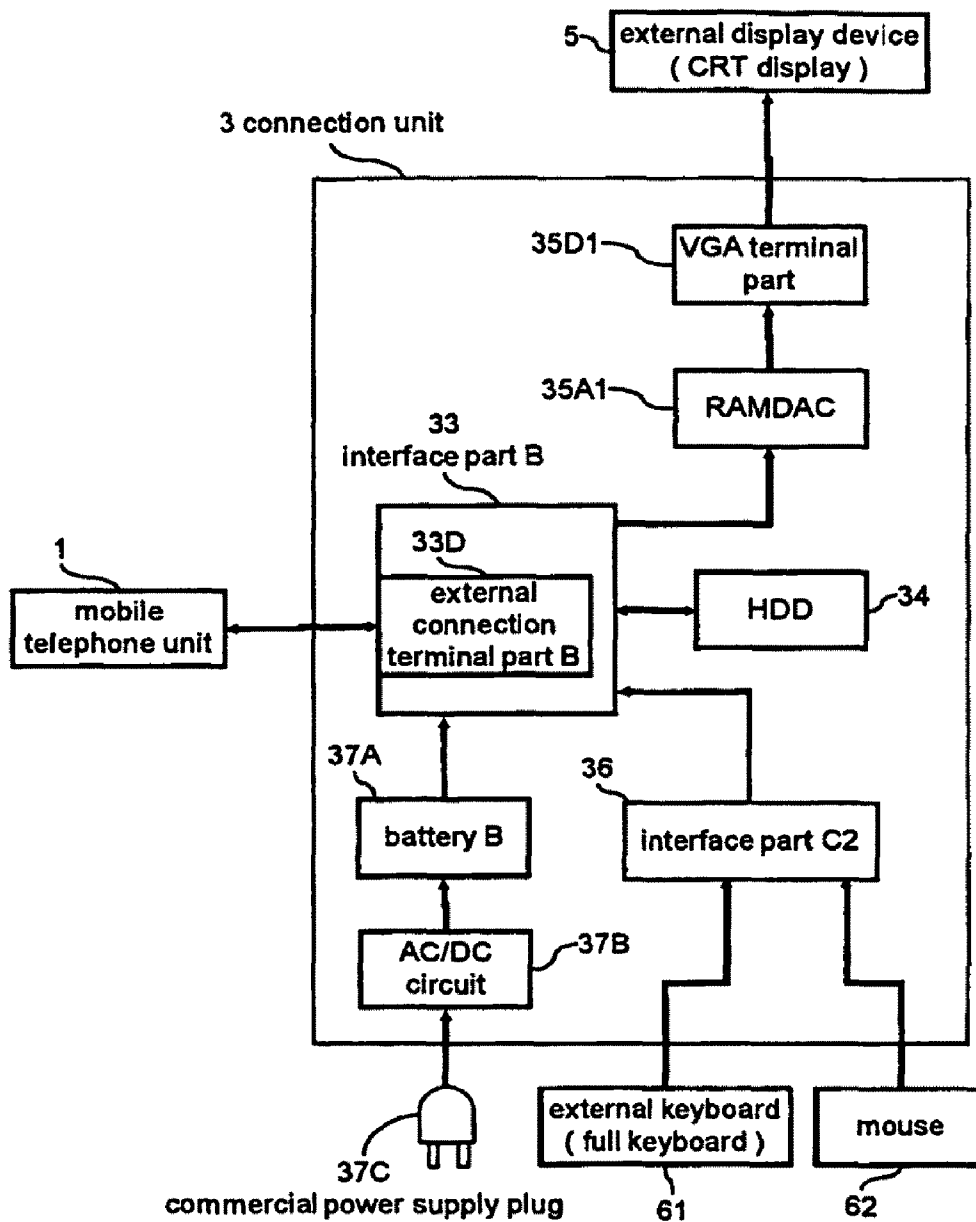 5
external display device
( CRT display )
3 connection unit
35D1
VGA terminal
part
35A1
RAMDAC
33
interface part B
33D
external
connection
terminal part B
1
mobile
telephone unit
HDD
34
37A
battery B
36
interface part C2
AC/DC
circuit
37B
37C
commercial power supply plug
external keyboard
( full keyboard )
61
mouse
62